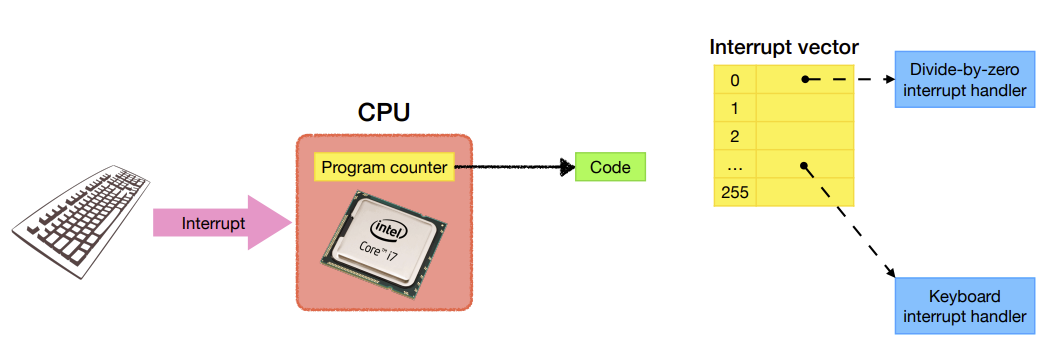 Interrupt vector
CPU
Divide-by-zero
interrupt handler
0
1
2
...
255
Program counter
Code
Interrupt
intel
Core™ i7
Keyboard
interrupt handler